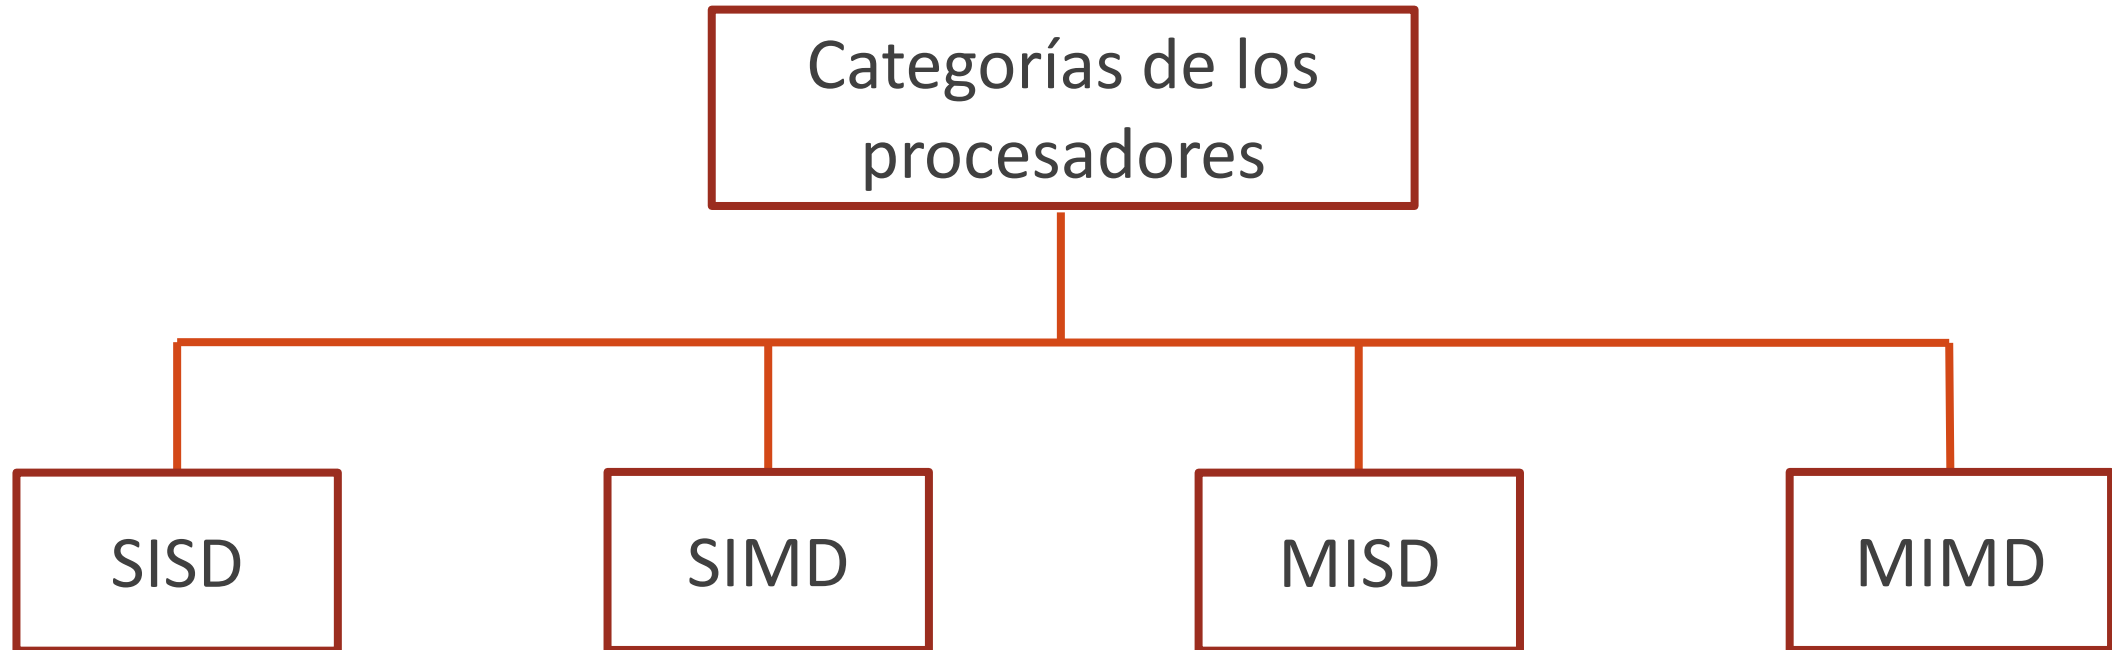 Categorías de los
procesadores
SISD
SIMD
MISD
MIMD